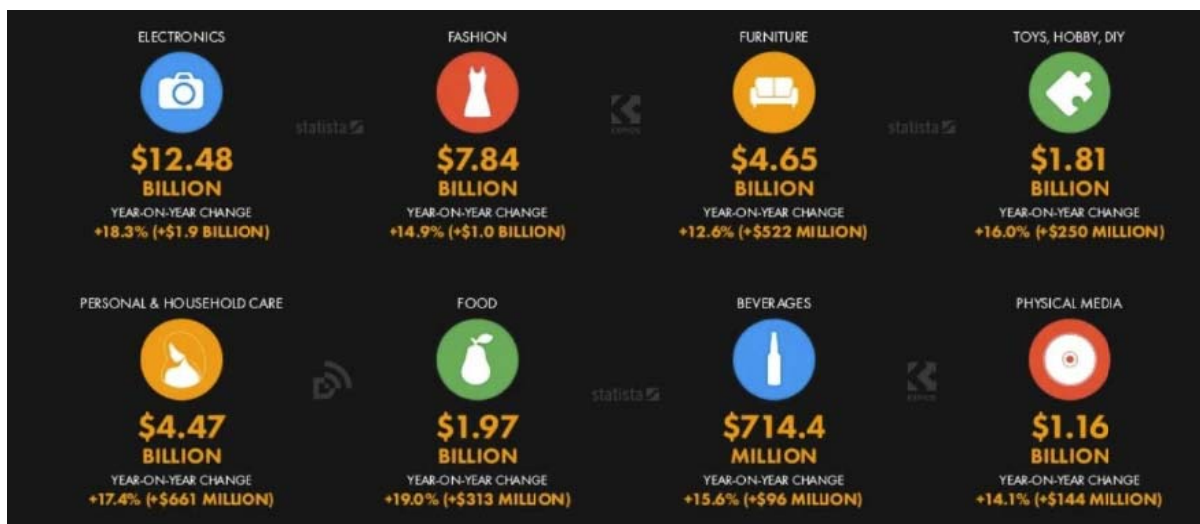 ELECTRONICS
FASHION
FURNITURE
TOYS, HOBBY, DIY
statista
KEPIOS
statista
$12.48
$7.84
$4.65
$1.81
BILLION
BILLION
BILLION
BILLION
YEAR-ON-YEAR CHANGE
YEAR-ON-YEAR CHANGE
YEAR-ON-YEAR CHANGE
YEAR-ON-YEAR CHANGE
+18.3% (+$1.9 BILLION)
+14.9% (+$1.0 BILLION)
+12.6% (+$522 MILLION)
+16.0% (+$250 MILLION)
PERSONAL & HOUSEHOLD CARE
FOOD
BEVERAGES
PHYSICAL MEDIA
statista
KEPIOS
$4.47
$1.97
$714.4
$1.16
BILLION
BILLION
MILLION
BILLION
YEAR-ON-YEAR CHANGE
YEAR-ON-YEAR CHANGE
YEAR-ON-YEAR CHANGE
YEAR-ON-YEAR CHANGE
+17.4% (+$661 MILLION)
+19.0% (+$313 MILLION)
+15.6% (+$96 MILLION)
+14.1% (+$144 MILLION)